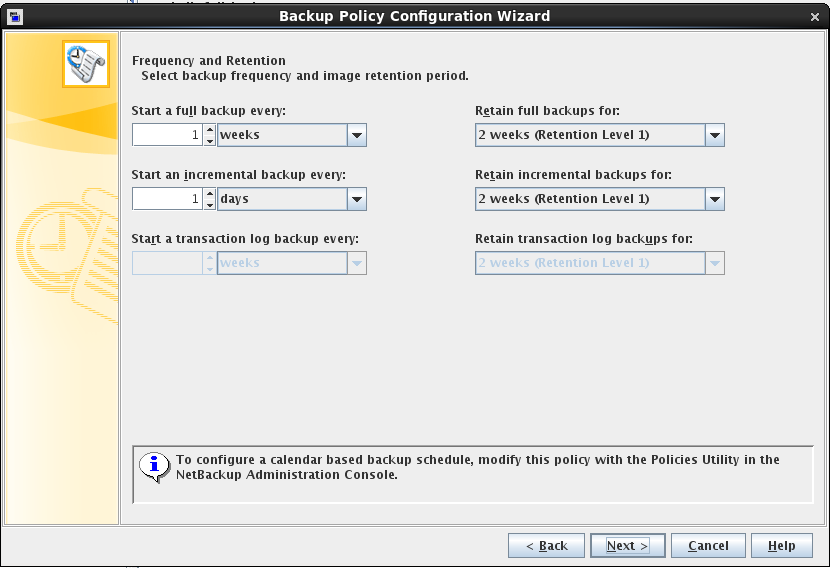 Backup Policy Configuration Wizard
Frequency and Retention
Select backup frequency and image retention period.
Start a full backup every:
Retain full backups for:
1 weeks
2 weeks (Retention Level 1)
Start an incremental backup every:
Retain incremental backups for:
1 days
2 weeks (Retention Level 1)
Start a transaction log backup every:
Retain transaction log backups for:
weeks
2 weeks (Retention Level 1)
To configure a calendar based backup schedule, modify this policy with the Policies Utility in the
NetBackup Administration Console.
< Back
Next >
Cancel
Help